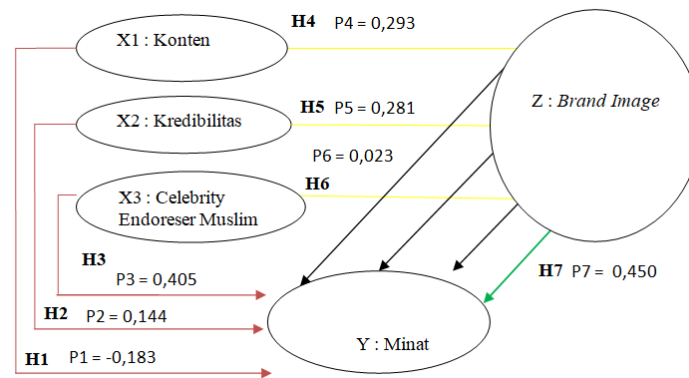 H4 P4 = 0,293
X1 : Konten
Z : Brand Image
H5 P5 = 0,281
X2 : Kredibilitas
P6 = 0,023
H6
X3 : Celebrity
Endoreser Muslim
H3
P3 = 0,405
H7 P7 = 0,450
H2 P2 = 0,144
Y : Minat
H1 P1 = -0,183